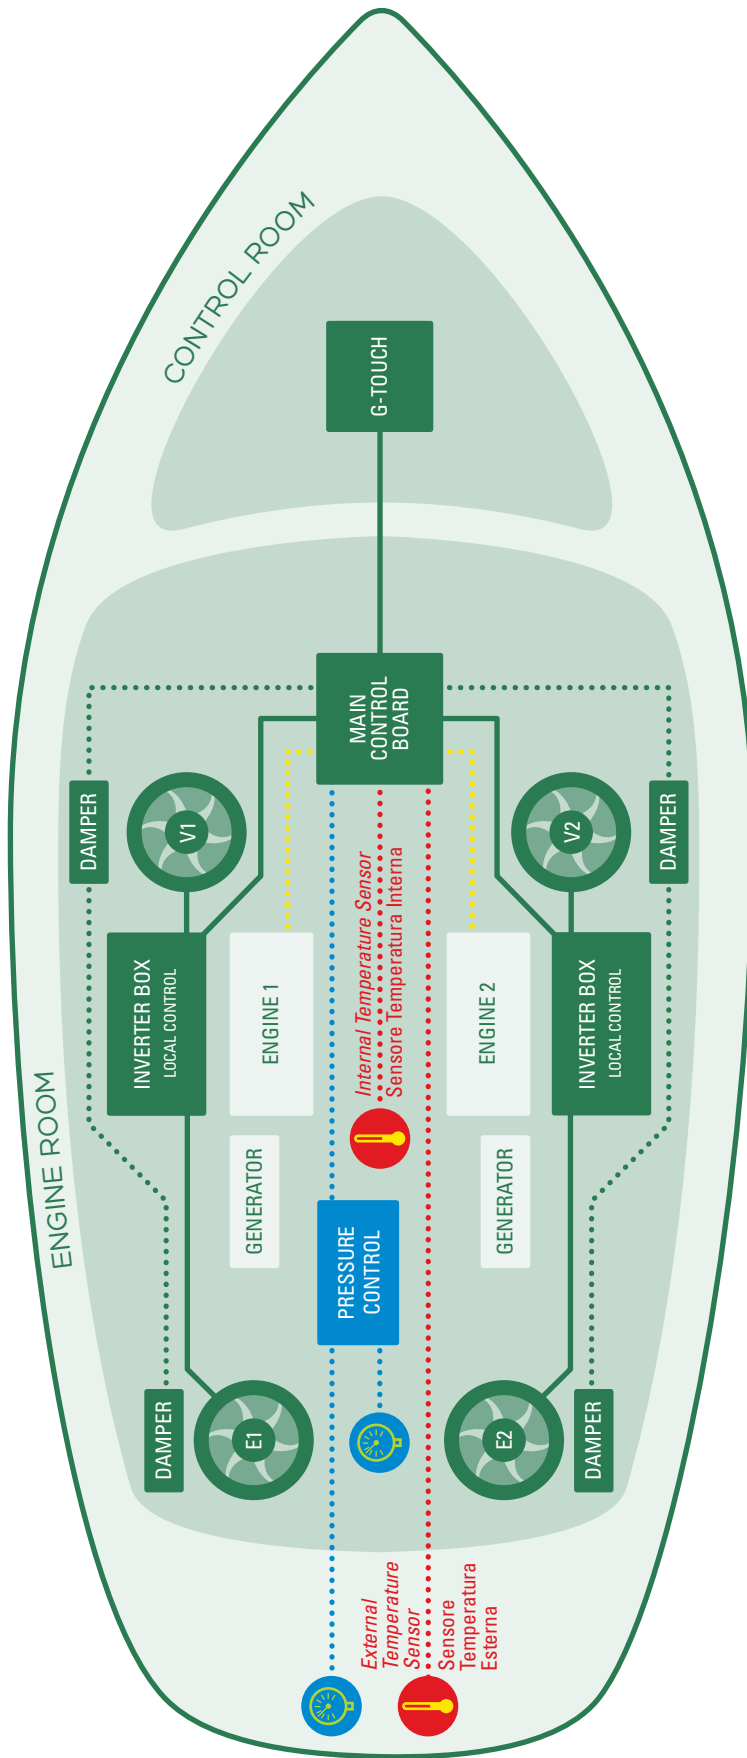 CONTROL ROOM
G-TOUCH
MAIN
CONTROL
BOARD
DAMPER
V1
V2
DAMPER
Internal Temperature Sensor
Sensore Temperatura Interna
INVERTER BOX
LOCAL CONTROL
ENGINE 1
ENGINE 2
INVERTER BOX
LOCAL CONTROL
ENGINE ROOM
GENERATOR
GENERATOR
PRESSURE
CONTROL
DAMPER
E1
E2
DAMPER
External
Temperature
Sensor
Sensore
Temperatura
Esterna